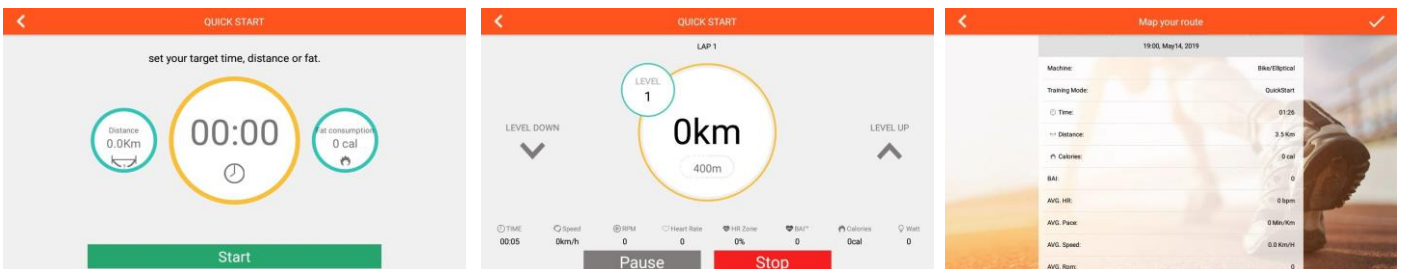 QUICK START
set your target time, distance or fat.
Distance
0.0Km
00:00
Fat consumption
0 cal
Start
QUICK START
LAP 1
LEVEL
1
LEVEL DOWN
0km
400m
LEVEL UP
TIME Speed RPM Heart Rate HR Zone BAI™ Calories Watt
00:05 0km/h 0 0 0% 0 0cal 0
Pause Stop
Map your route
19:00, May14, 2019
Machine: Bike/Elliptical
Training Mode: QuickStart
Time: 01:26
Distance: 3.5 Km
Calories: 0 cal
BAI: 0
AVG. HR: 0 bpm
AVG. Pace: 0 Min/Km
AVG. Speed: 0.0 Km/H
AVG. Rpm: 0